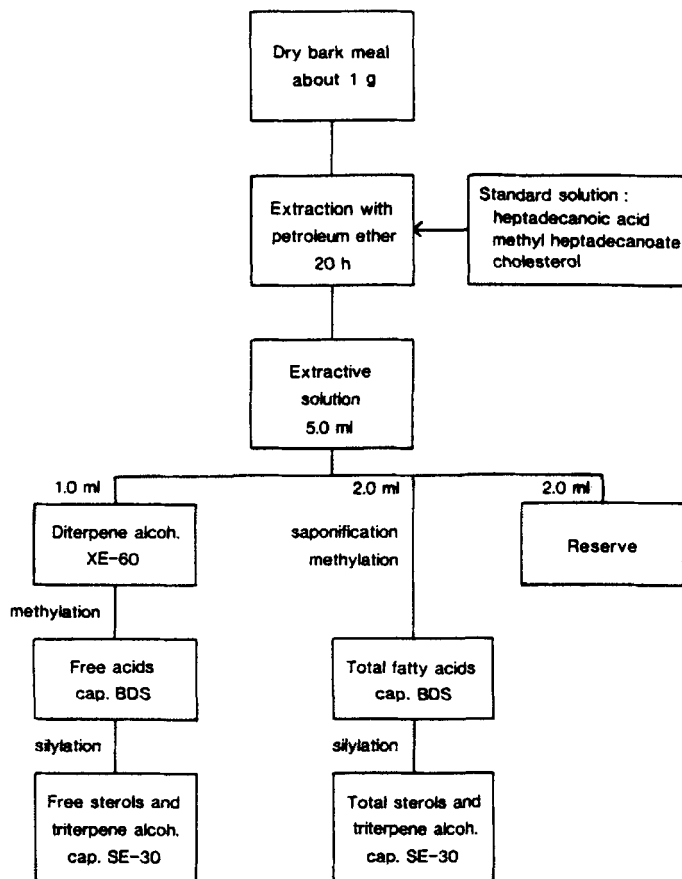 Dry bark meal
about 1 g
Extraction with
petroleum ether
20 h
Standard solution :
heptadecanoic acid
methyl heptadecanoate
cholesterol
Extractive
solution
5.0 ml
1.0 ml
2.0 ml
2.0 ml
Diterpene alcoh.
XE-60
saponification
methylation
Reserve
methylation
Free acids
cap. BDS
Total fatty acids
cap. BDS
silylation
silylation
Free sterols and
triterpene alcoh.
cap. SE-30
Total sterols and
triterpene alcoh.
cap. SE-30